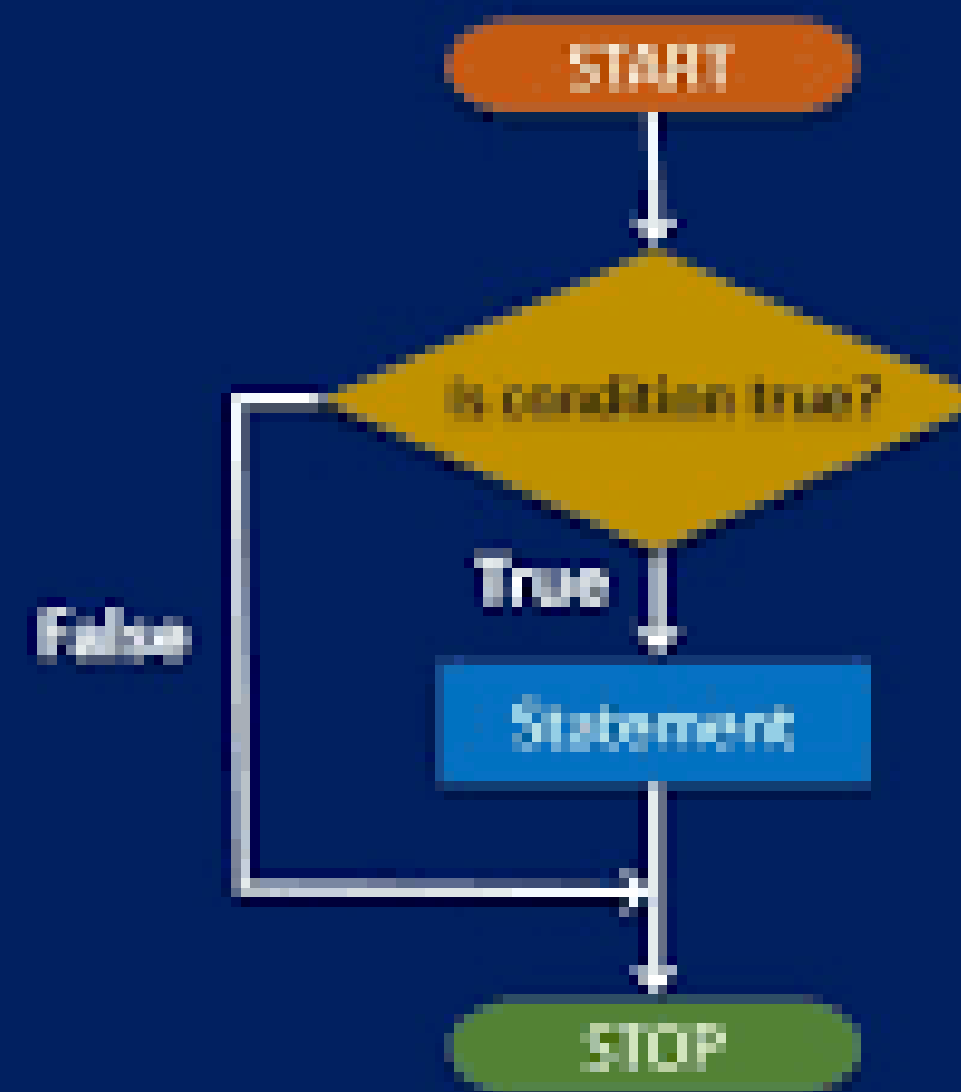 START
is condition true?
True
False
Statement
STOP